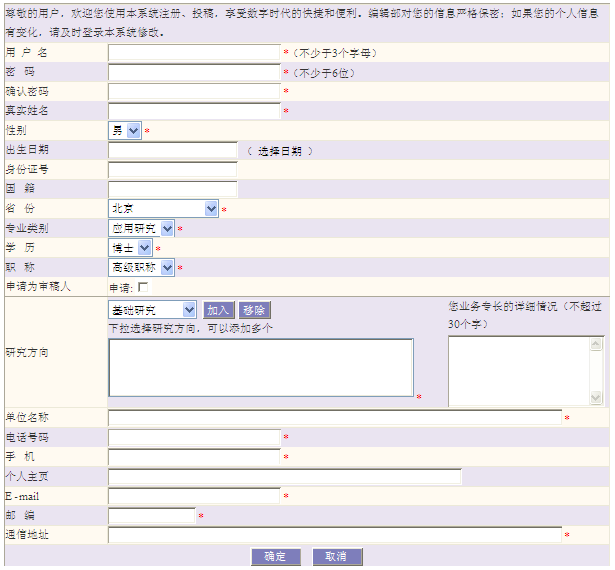 尊敬的用户，欢迎您使用本系统注册、投稿，享受数字时代的快捷和便利。编辑部对您的信息严格保密；如果您的个人信息
有变化，请及时登录本系统修改。
用 户 名 *（不少于3个字母）
密 码 *（不少于6位）
确认密码 *
真实姓名 *
性别 男 *
出生日期 （ 选择日期 ）
身份证号
国 籍
省 份 北京 *
专业类别 应用研究 *
学 历 博士 *
职 称 高级职称 *
申请为审稿人 申请:
研究方向 基础研究 加入 移除
下拉选择研究方向，可以添加多个
*
您业务专长的详细情况（不超过
30个字）
单位名称 *
电话号码 *
手 机 *
个人主页
E-mail *
邮 编 *
通信地址 *
确定 取消